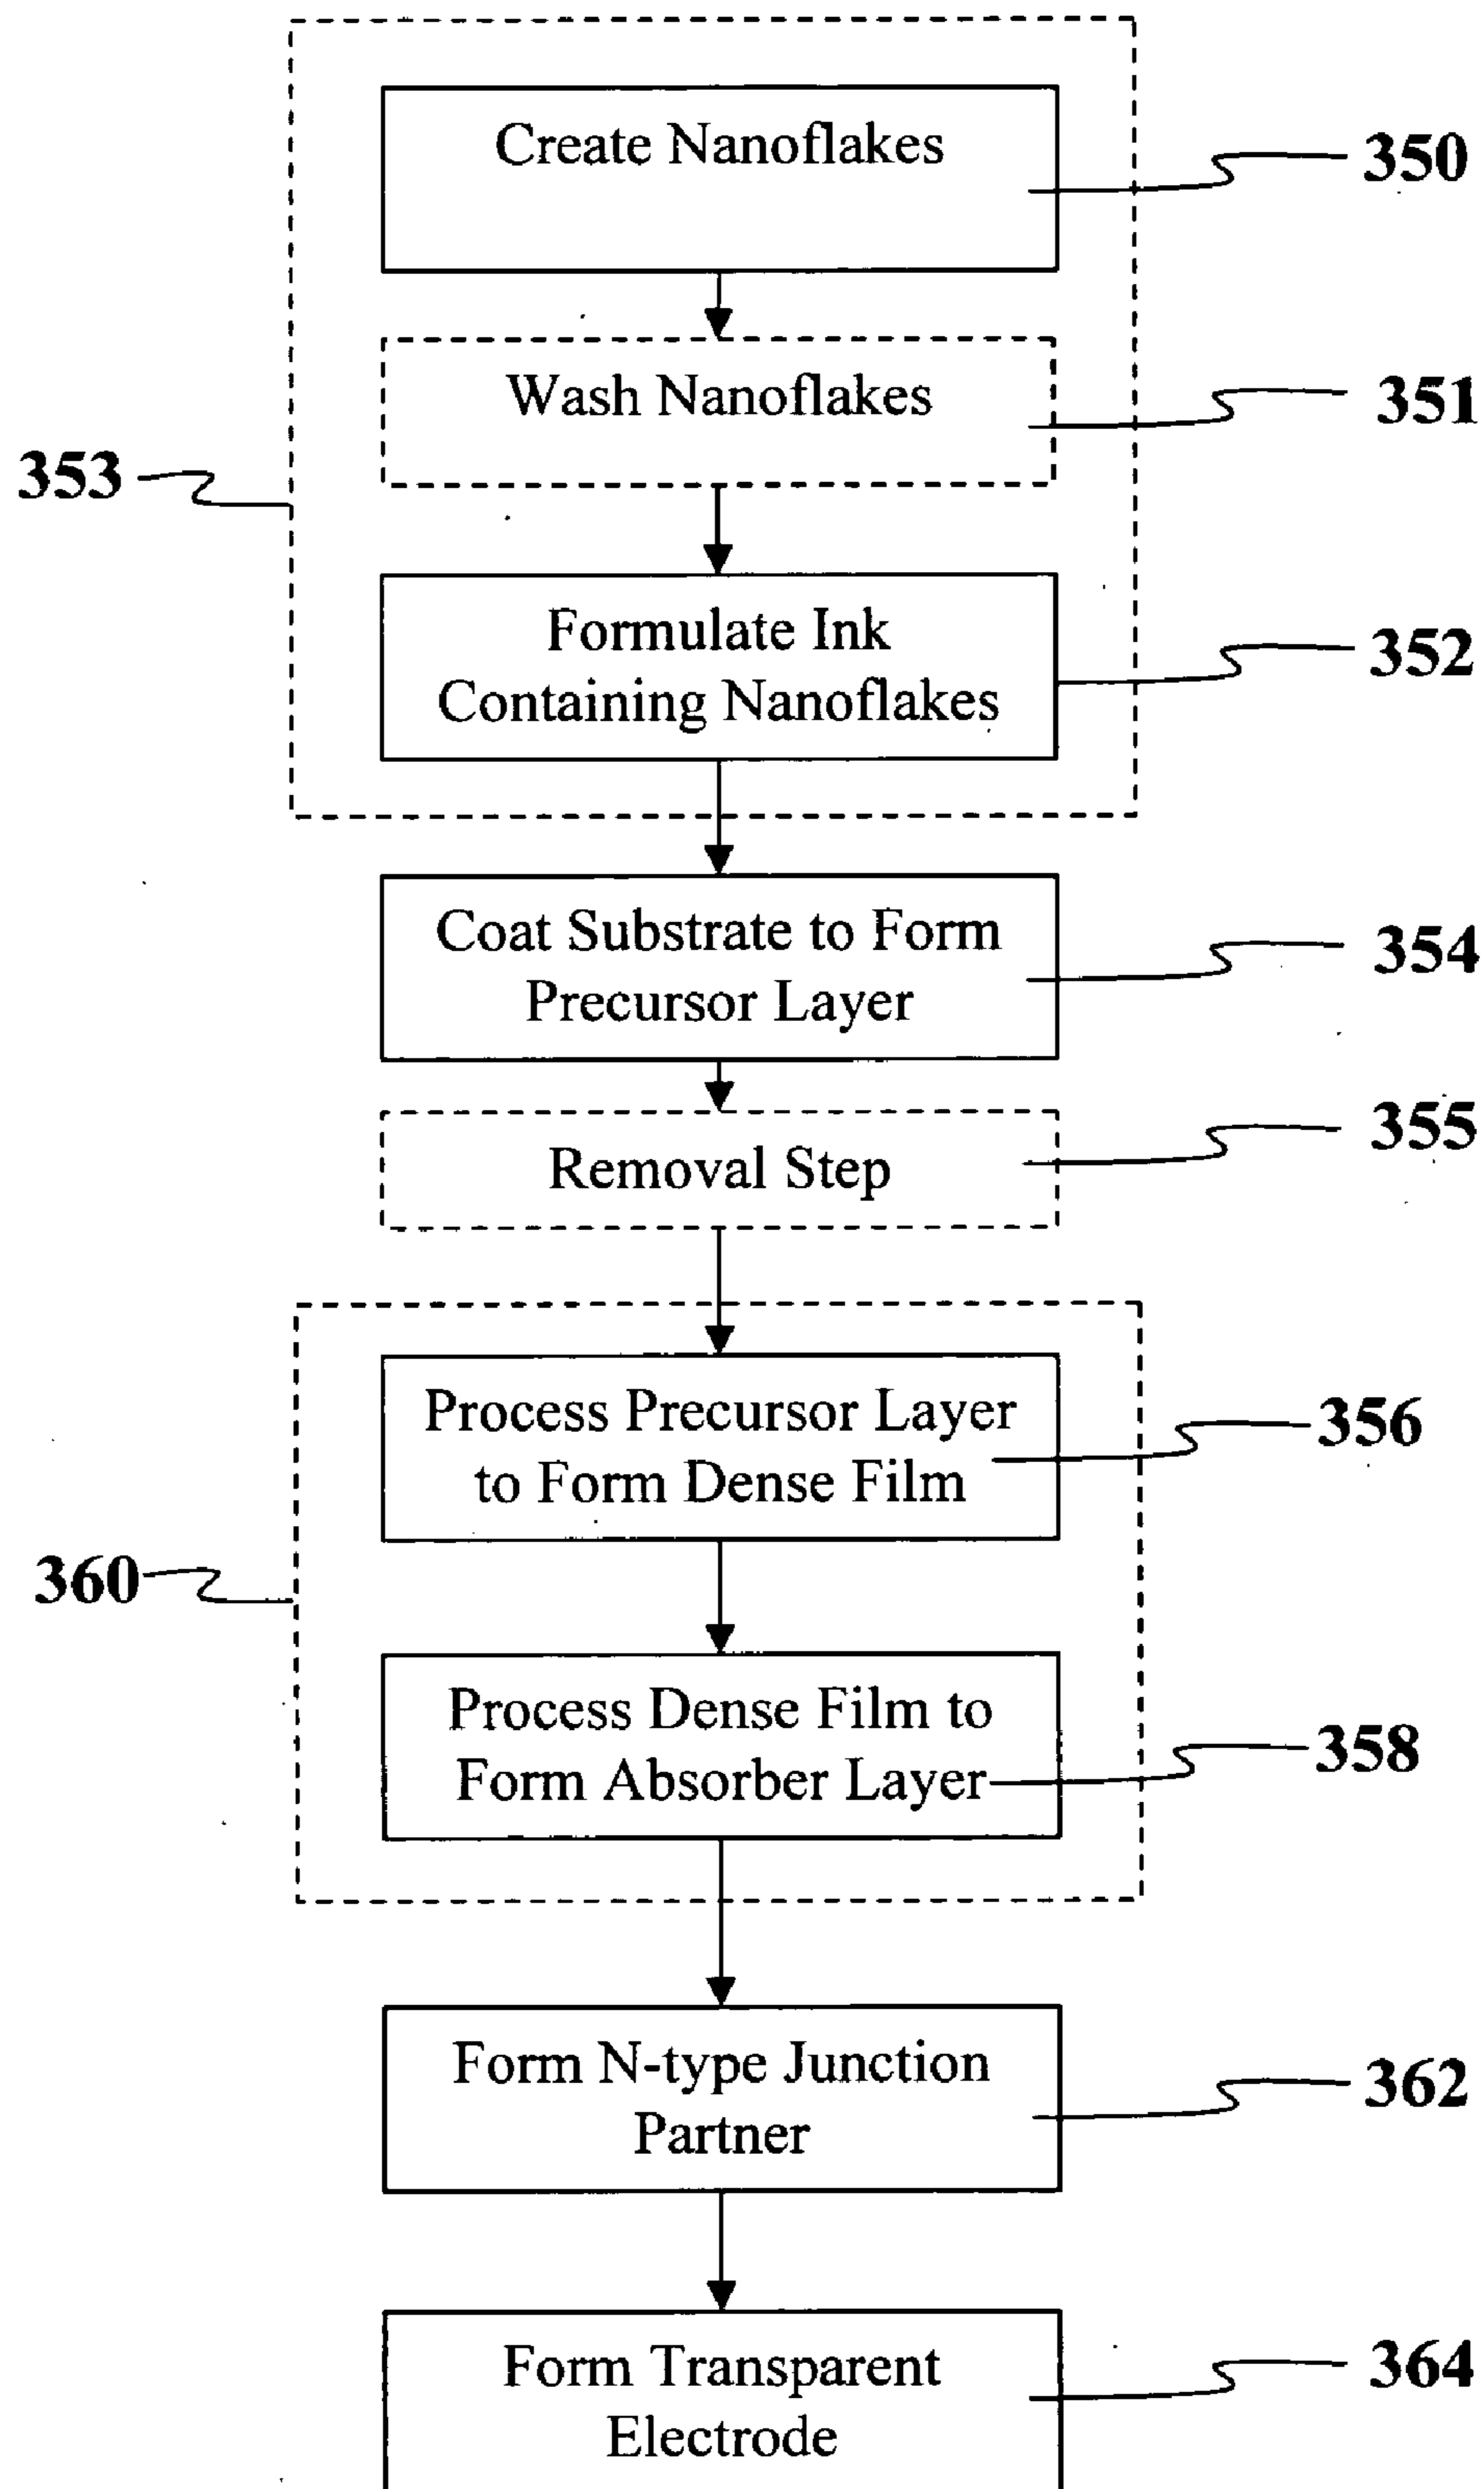 Create Nanoflakes
350
Wash Nanoflakes
351
353
Formulate Ink
Containing Nanoflakes
352
Coat Substrate to Form
Precursor Layer
354
Removal Step
355
Process Precursor Layer
to Form Dense Film
356
360
Process Dense Film to
Form Absorber Layer
358
Form N-type Junction
Partner
362
Form Transparent
Electrode
364